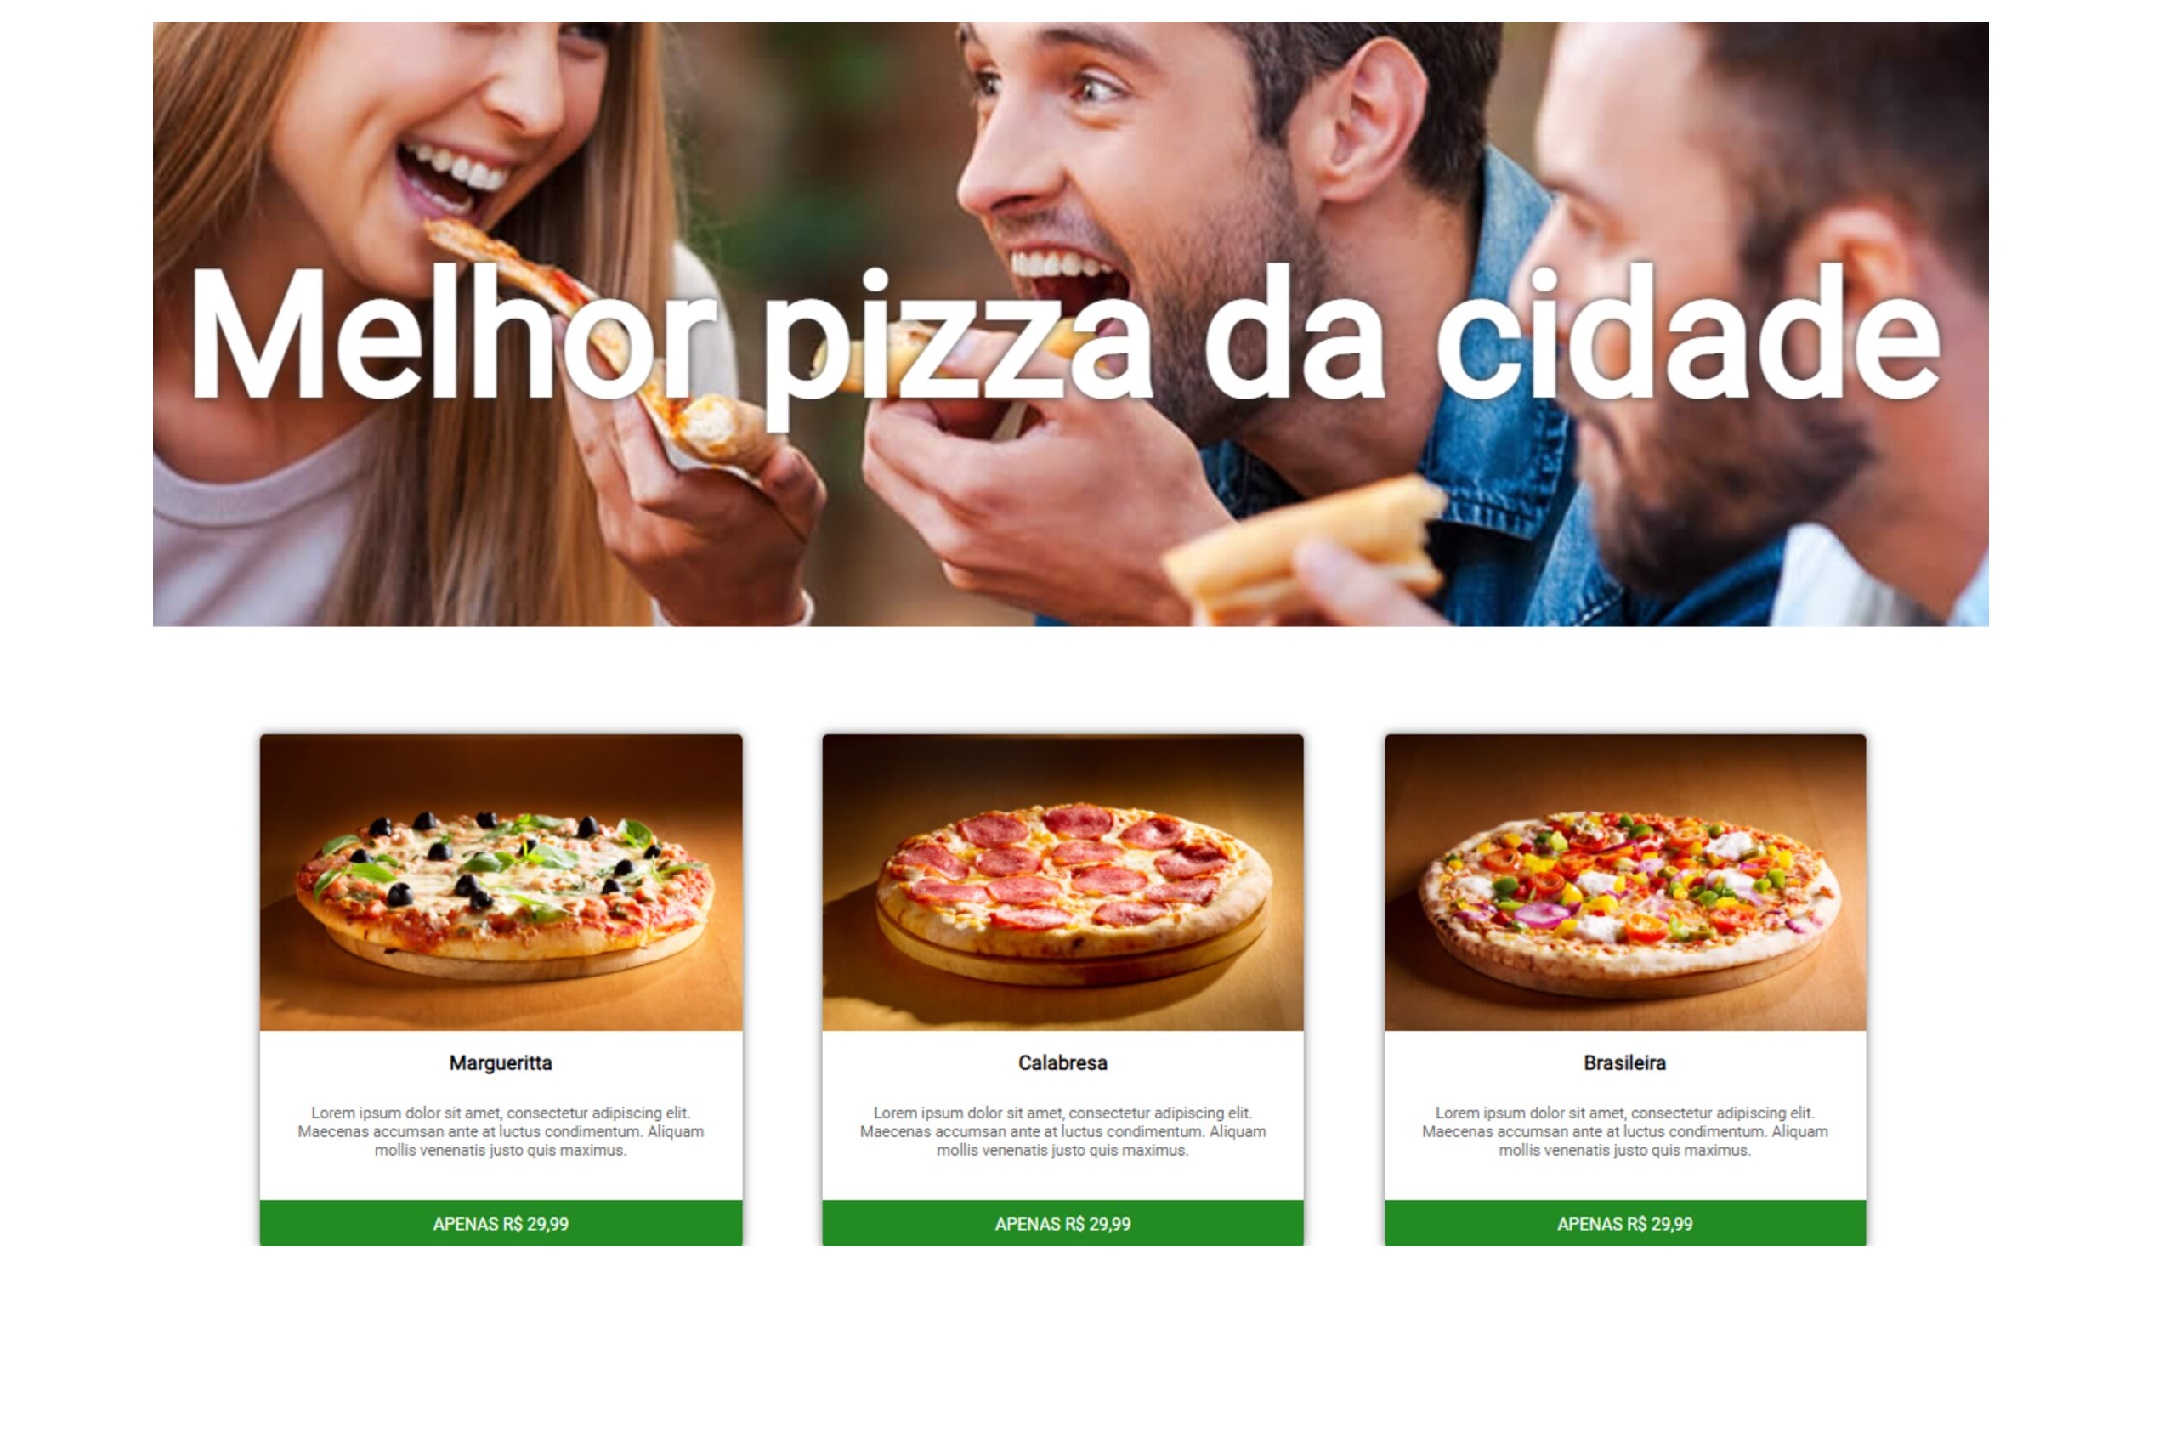 Melhor pizza da cidade
Margueritta
Lorem ipsum dolor sit amet, consectetur adipiscing elit.
Maecenas accumsan ante at luctus condimentum. Aliquam
mollis venenatis justo quis maximus.
APENAS R$ 29,99
Calabresa
Lorem ipsum dolor sit amet, consectetur adipiscing elit.
Maecenas accumsan ante at luctus condimentum. Aliquam
mollis venenatis justo quis maximus.
APENAS R$ 29,99
Brasileira
Lorem ipsum dolor sit amet, consectetur adipiscing elit.
Maecenas accumsan ante at luctus condimentum. Aliquam
mollis venenatis justo quis maximus.
APENAS R$ 29,99